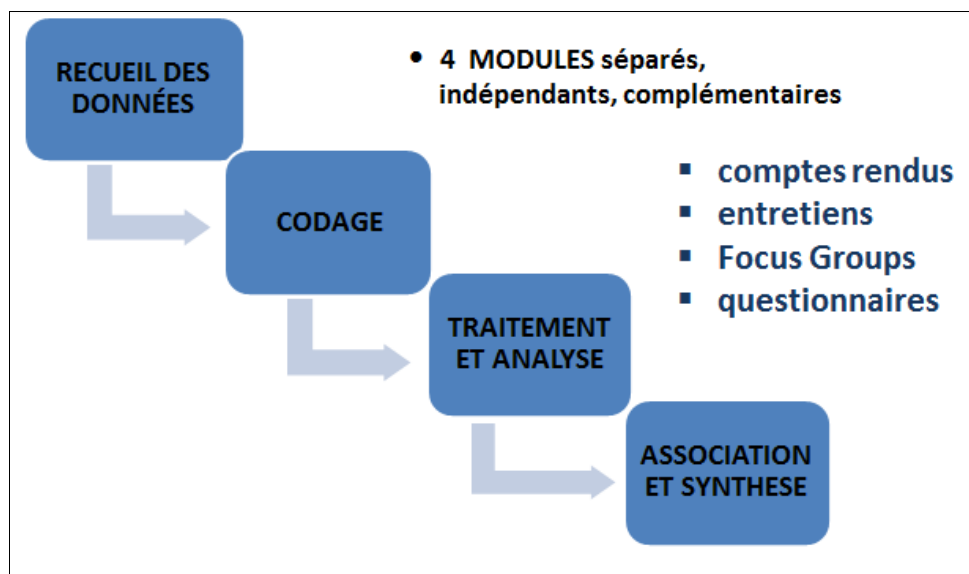 RECUEIL DES
DONNÉES
• 4 MODULES séparés,
indépendants, complémentaires
CODAGE
▪ comptes rendus
▪ entretiens
▪ Focus Groups
▪ questionnaires
TRAITEMENT
ET ANALYSE
ASSOCIATION
ET SYNTHESE